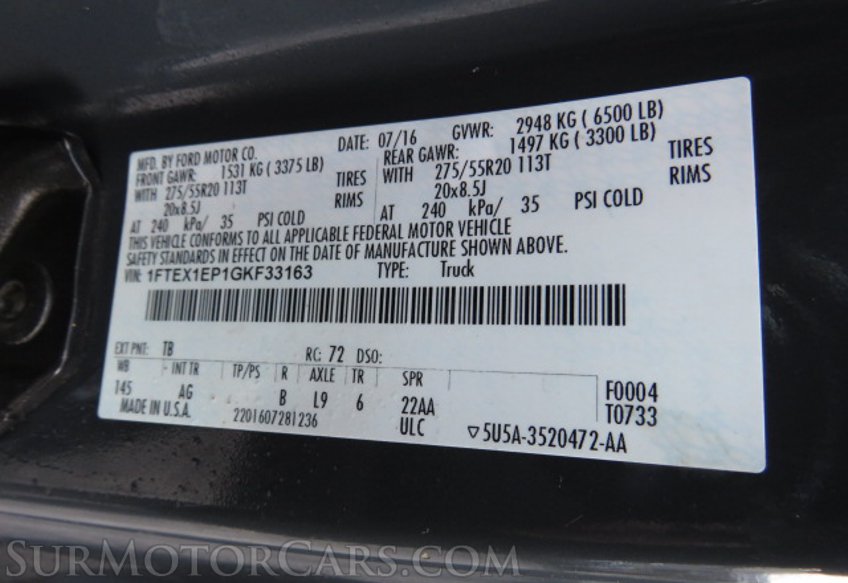 MFD. BY FORD MOTOR CO. DATE: 07/16 GVWR: 2948 KG ( 6500 LB)
FRONT GAWR: 1531 KG ( 3375 LB) REAR GAWR: 1497 KG ( 3300 LB)
WITH 275/55R20 113T TIRES WITH 275/55R20 113T TIRES
20x8.5J RIMS 20x8.5J RIMS
AT 240 kPa/ 35 PSI COLD AT 240 kPa/ 35 PSI COLD
THIS VEHICLE CONFORMS TO ALL APPLICABLE FEDERAL MOTOR VEHICLE
SAFETY STANDARDS IN EFFECT ON THE DATE OF MANUFACTURE SHOWN ABOVE.
VIN: 1FTEX1EP1GKF33163 TYPE: Truck
EXT PNT: TB RC: 72 DSO:
WB INT TR TP/PS R AXLE TR SPR F0004
145 AG B L9 6 22AA T0733
MADE IN U.S.A. 2201607281236 ULC ▽5U5A-3520472-AA
SURMOTORCARS.COM